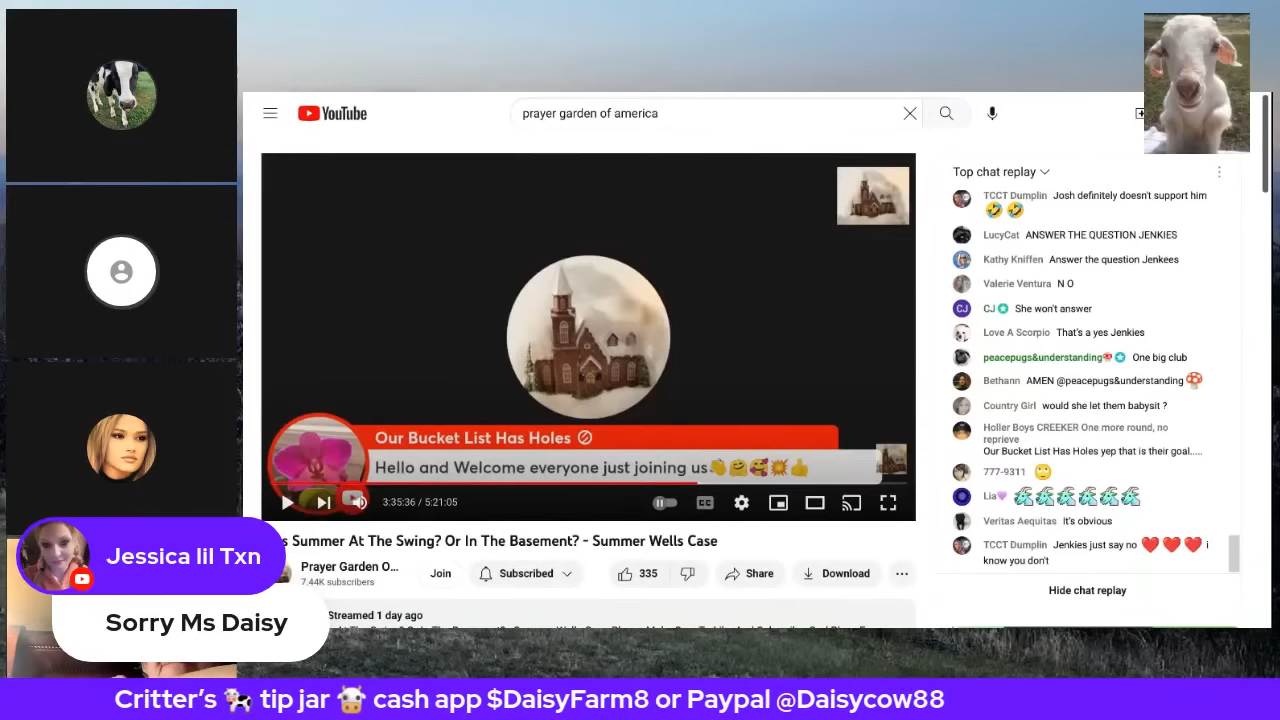 YouTube
prayer garden of america
Top chat replay
TCCT Dumplin Josh definitely doesn't support him
🤣 🤣
LucyCat ANSWER THE QUESTION JENKIES
Kathy Kniffen Answer the question Jenkees
Valerie Ventura N O
CJ CJ She won't answer
Love A Scorpio That's a yes Jenkies
peacepugs&understanding🍄 One big club
Bethann AMEN @peacepugs&understanding 🍄
Country Girl would she let them babysit ?
Holler Boys CREEKER One more round, no
reprieve
Our Bucket List Has Holes yep that is their goal.....
777-9311 🙄
Lia💜
Veritas Aequitas It's obvious
TCCT Dumplin Jenkies just say no ❤️ ❤️ ❤️ i
know you don't
Hide chat replay
Our Bucket List Has Holes
Hello and Welcome everyone just joining us👋🤗🥰💥👍
3:35:36 / 5:21:05
CC
s Summer At The Swing? Or In The Basement? - Summer Wells Case
Prayer Garden O...
7.44K subscribers
Join
Subscribed
335
Share
Download
Streamed 1 day ago
Jessica lil Txn
Sorry Ms Daisy
Critter's 🐄 tip jar 🐮 cash app $DaisyFarm8 or Paypal @Daisycow88